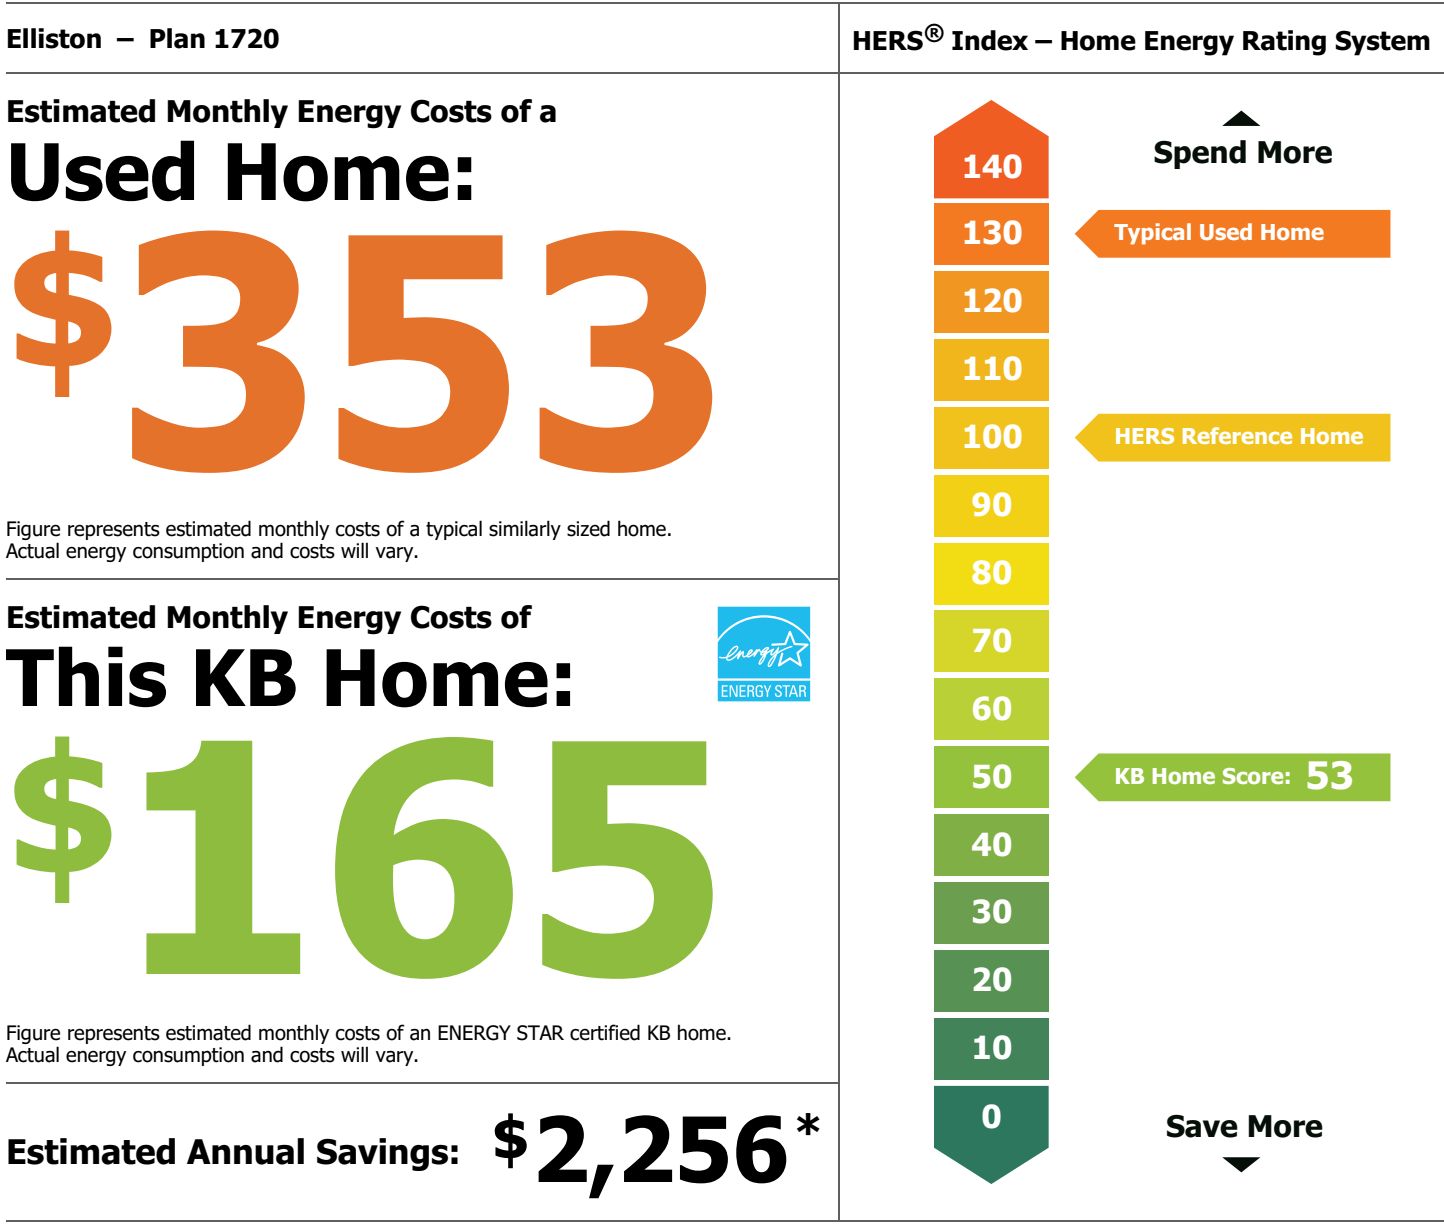 Elliston – Plan 1720
Estimated Monthly Energy Costs of a
Used Home:
$353
Figure represents estimated monthly costs of a typical similarly sized home.
Actual energy consumption and costs will vary.
Estimated Monthly Energy Costs of
This KB Home:
energy
ENERGY STAR
$165
Figure represents estimated monthly costs of an ENERGY STAR certified KB home.
Actual energy consumption and costs will vary.
Estimated Annual Savings: $2,256*
HERS® Index – Home Energy Rating System
Spend More
140
130
Typical Used Home
120
110
100
HERS Reference Home
90
80
70
60
50
KB Home Score: 53
40
30
20
10
0
Save More